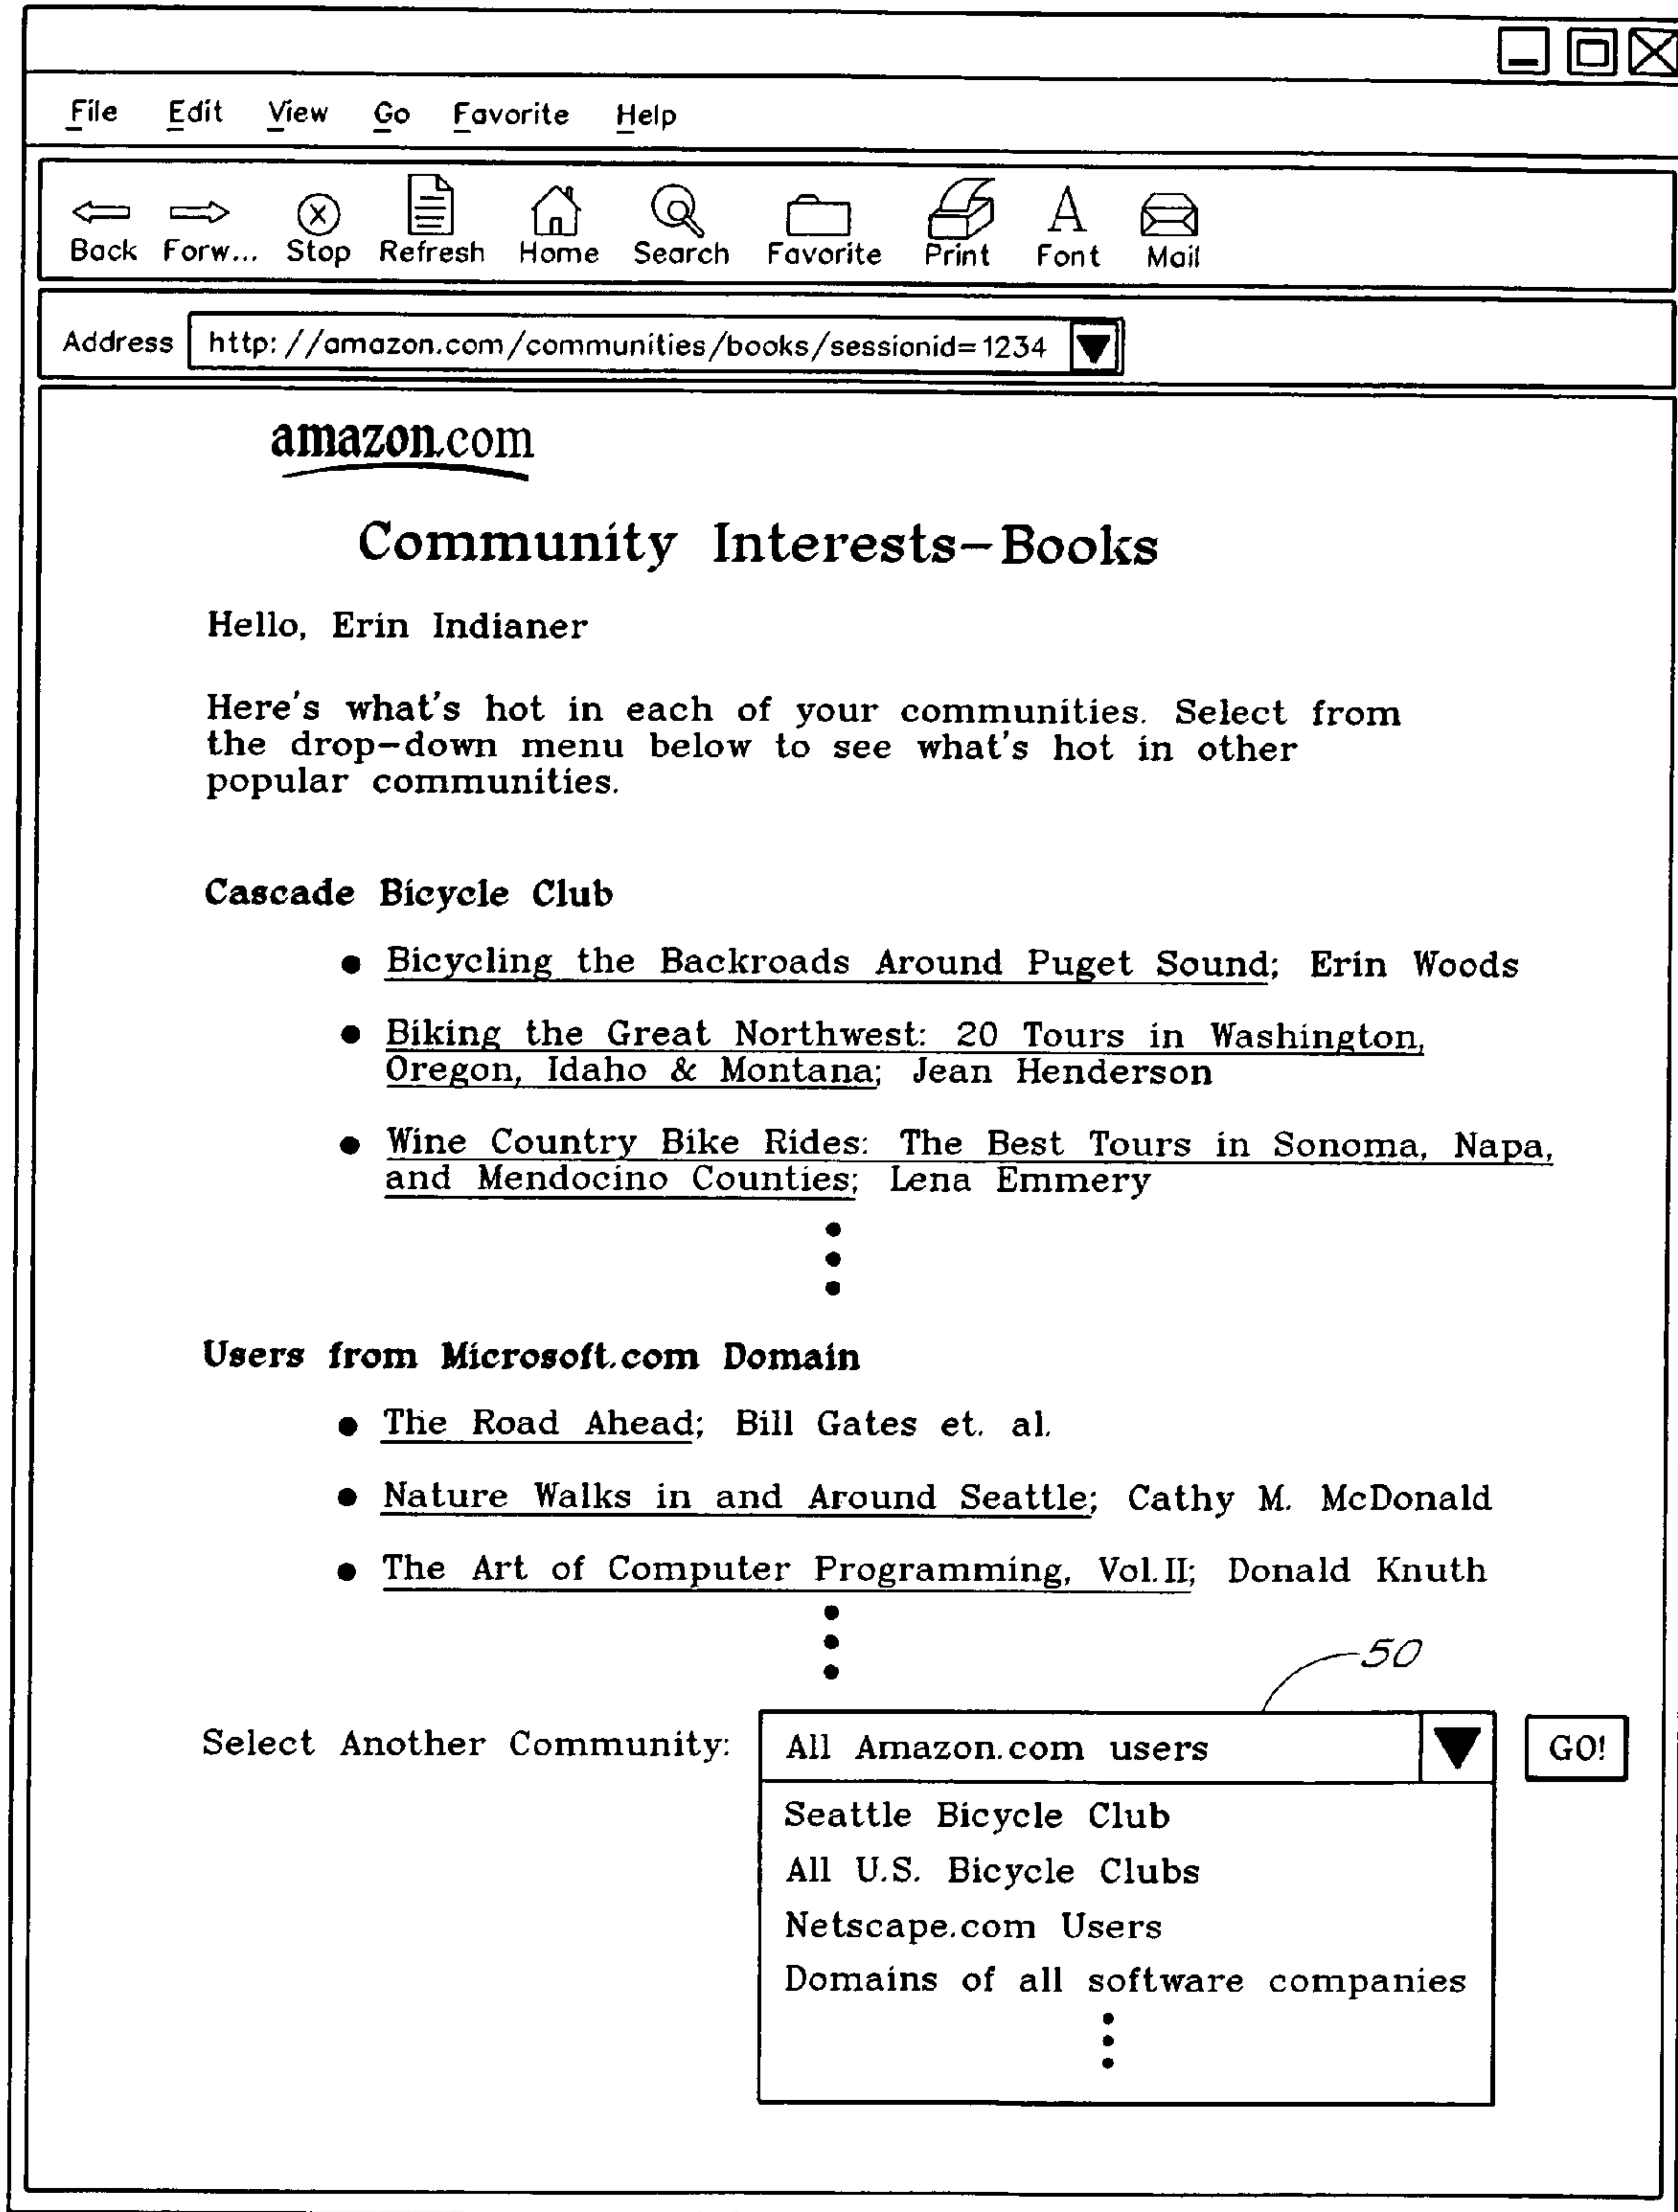 File Edit View Go Favorite Help
Back Forw... Stop Refresh Home Search Favorite Print Font Mail
Address http://amazon.com/communities/books/sessionid=1234
amazon.com
Community Interests-Books
Hello, Erin Indianer
Here's what's hot in each of your communities. Select from
the drop-down menu below to see what's hot in other
popular communities.
Cascade Bicycle Club
• Bicycling the Backroads Around Puget Sound; Erin Woods
• Biking the Great Northwest: 20 Tours in Washington,
Oregon, Idaho & Montana; Jean Henderson
• Wine Country Bike Rides: The Best Tours in Sonoma, Napa,
and Mendocino Counties; Lena Emmery
Users from Microsoft.com Domain
• The Road Ahead; Bill Gates et. al.
• Nature Walks in and Around Seattle; Cathy M. McDonald
• The Art of Computer Programming, Vol.II; Donald Knuth
50
Select Another Community: All Amazon.com users GO!
Seattle Bicycle Club
All U.S. Bicycle Clubs
Netscape.com Users
Domains of all software companies